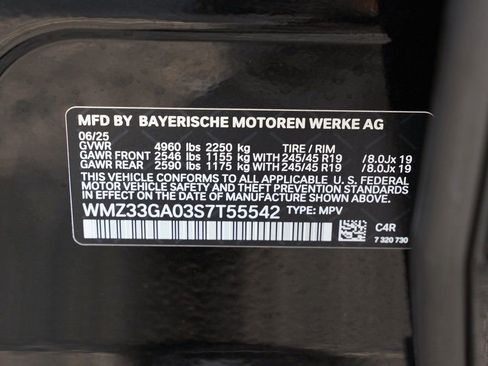 MFD BY BAYERISCHE MOTOREN WERKE AG
06/25
GVWR 4960 lbs 2250 kg TIRE / RIM
GAWR FRONT 2546 lbs 1155 kg WITH 245/45 R19 / 8.0Jx 19
GAWR REAR 2590 lbs 1175 kg WITH 245/45 R19 / 8.0Jx 19
THIS VEHICLE CONFORMS TO ALL APPLICABLE U.S. FEDERAL
MOTOR VEHICLE SAFETY, BUMPER, AND THEFT PREVENTION
STANDARDS IN EFFECT ON THE DATE OF MANUFACTURE SHOWN ABOVE.
WMZ33GA03S7T55542 TYPE: MPV
C4R
7 320 730